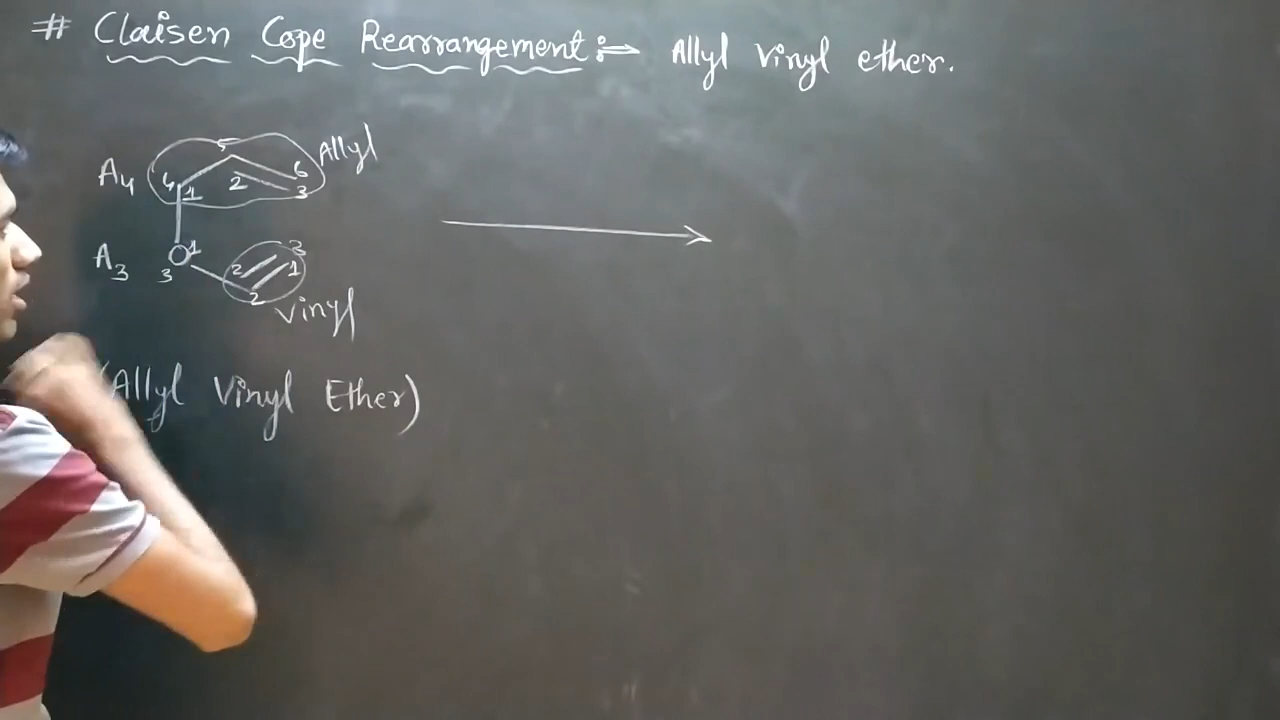 # Claisen Cope Rearrangement :⇒ Allyl Vinyl ether.
5 Allyl
A4 4 1 2 6 3
A3 O 1 3 2 3 1
2 Vinyl
(Allyl Vinyl Ether)